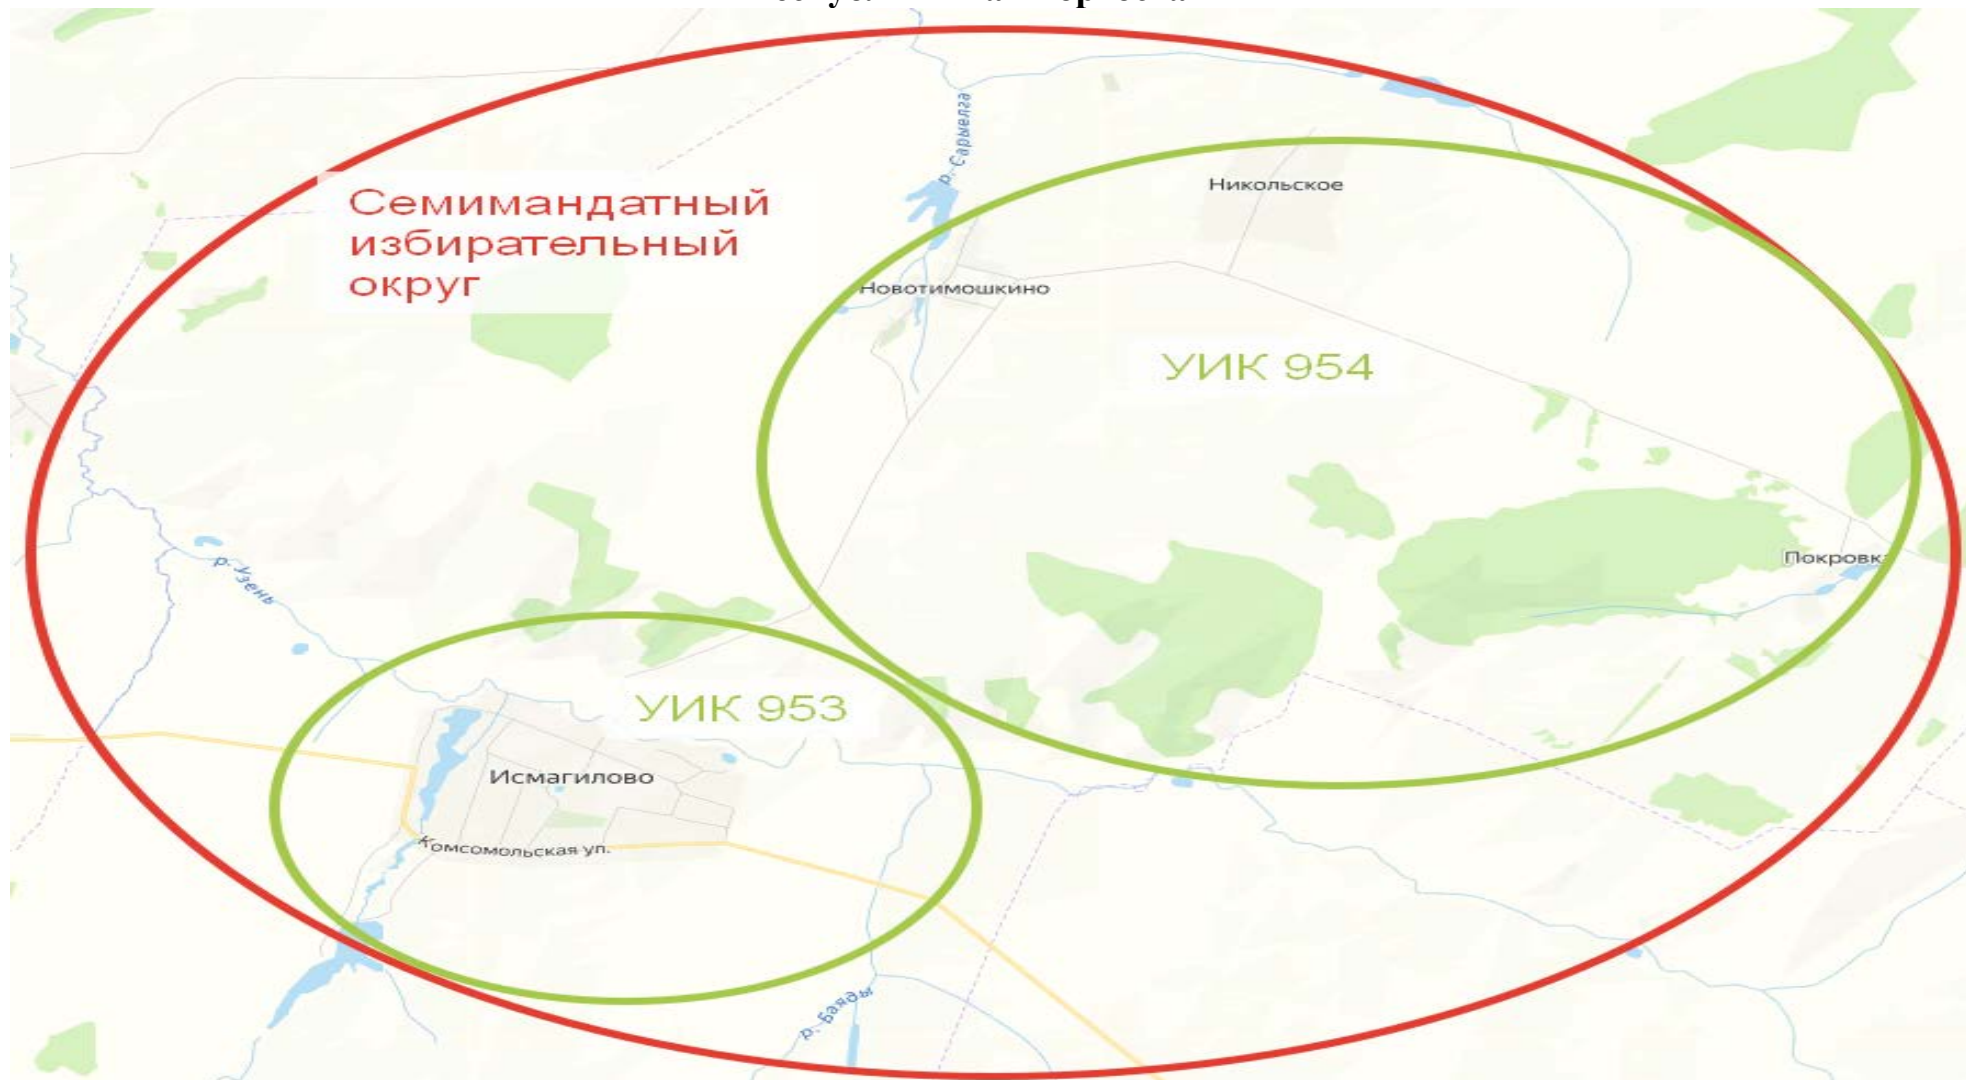 р. Сарыелга
Никольское
Семимандатный
избирательный
округ
Новотимошкино
УИК 954
Покровка
р. Узень
УИК 953
Исмагилово
Комсомольская ул.
р. Баяды